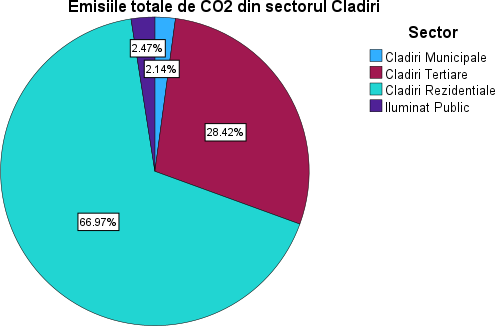 Emisiile totale de CO2 din sectorul Cladiri
Sector
Cladiri Municipale
Cladiri Tertiare
Cladiri Rezidentiale
Iluminat Public
2.47%
2.14%
28.42%
66.97%